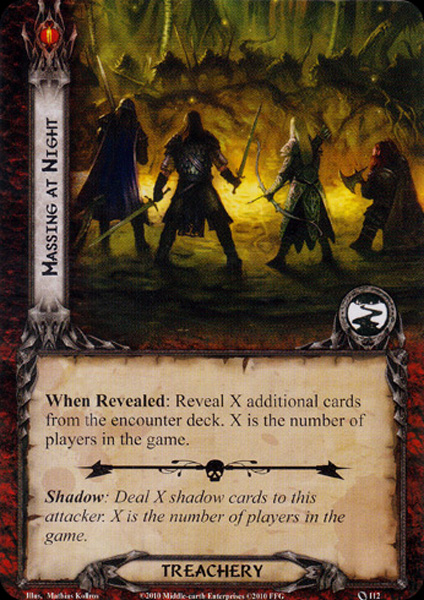 MASSING AT NIGHT
When Revealed: Reveal X additional cards
from the encounter deck. X is the number of
players in the game.
Shadow: Deal X shadow cards to this
attacker. X is the number of players in the
game.
TREACHERY
Illus. Mathias Kollros
©2010 Middle-earth Enterprises ©2010 FFG
112